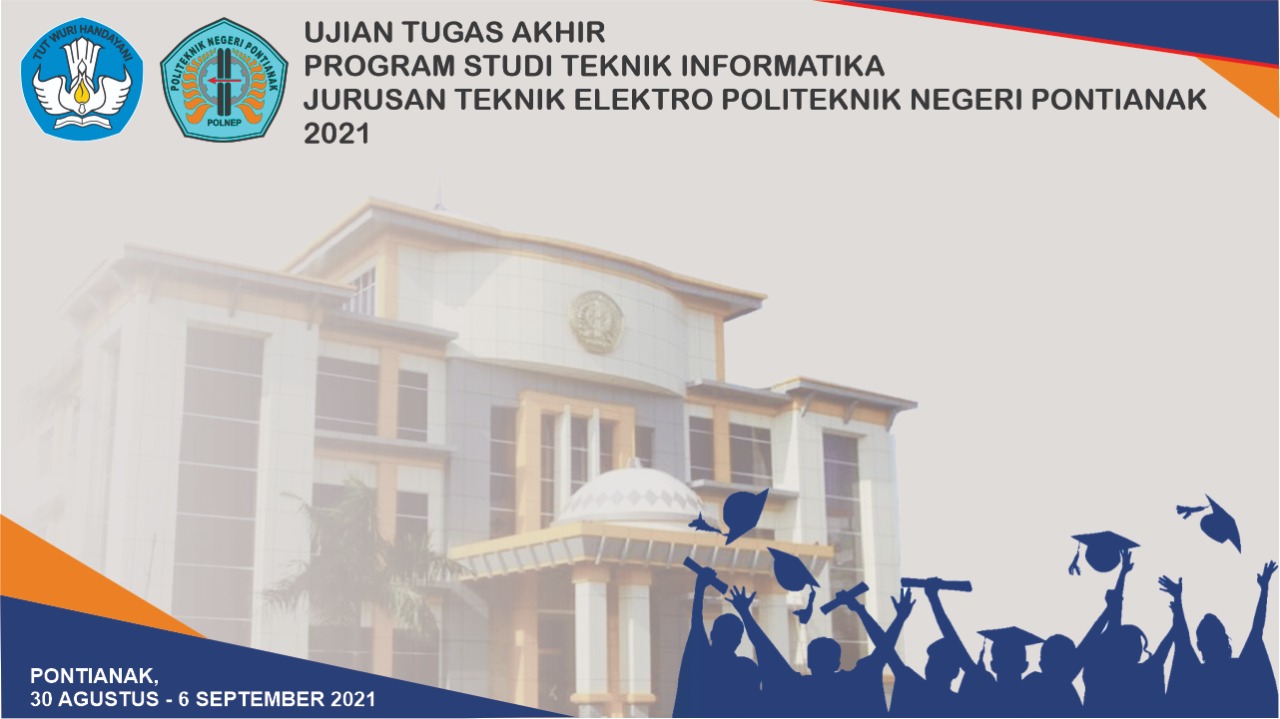 TUT WURI HANDAYANI
POLITEKNIK NEGERI PONTIANAK
POLNEP
UJIAN TUGAS AKHIR
PROGRAM STUDI TEKNIK INFORMATIKA
JURUSAN TEKNIK ELEKTRO POLITEKNIK NEGERI PONTIANAK
2021
PONTIANAK,
30 AGUSTUS - 6 SEPTEMBER 2021